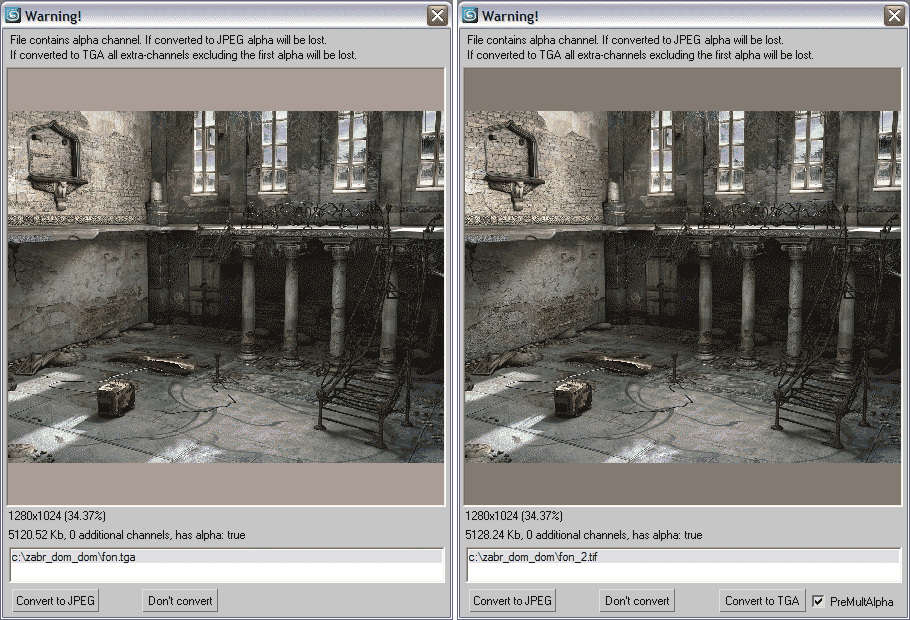 Warning!
File contains alpha channel. If converted to JPEG alpha will be lost.
If converted to TGA all extra-channels excluding the first alpha will be lost.
1280x1024 (34.37%)
5120.52 Kb, 0 additional channels, has alpha: true
c:\zabr_dom_dom\fon.tga
Convert to JPEG
Don't convert
Warning!
File contains alpha channel. If converted to JPEG alpha will be lost.
If converted to TGA all extra-channels excluding the first alpha will be lost.
1280x1024 (34.37%)
5128.24 Kb, 0 additional channels, has alpha: true
c:\zabr_dom_dom\fon_2.tif
Convert to JPEG
Don't convert
Convert to TGA
PreMultAlpha